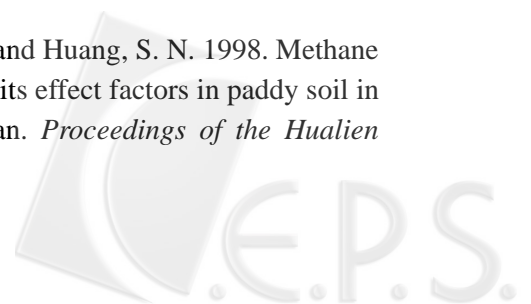 and Huang, S. N. 1998. Methane
its effect factors in paddy soil in
an. Proceedings of the Hualien
C.E.P.S.